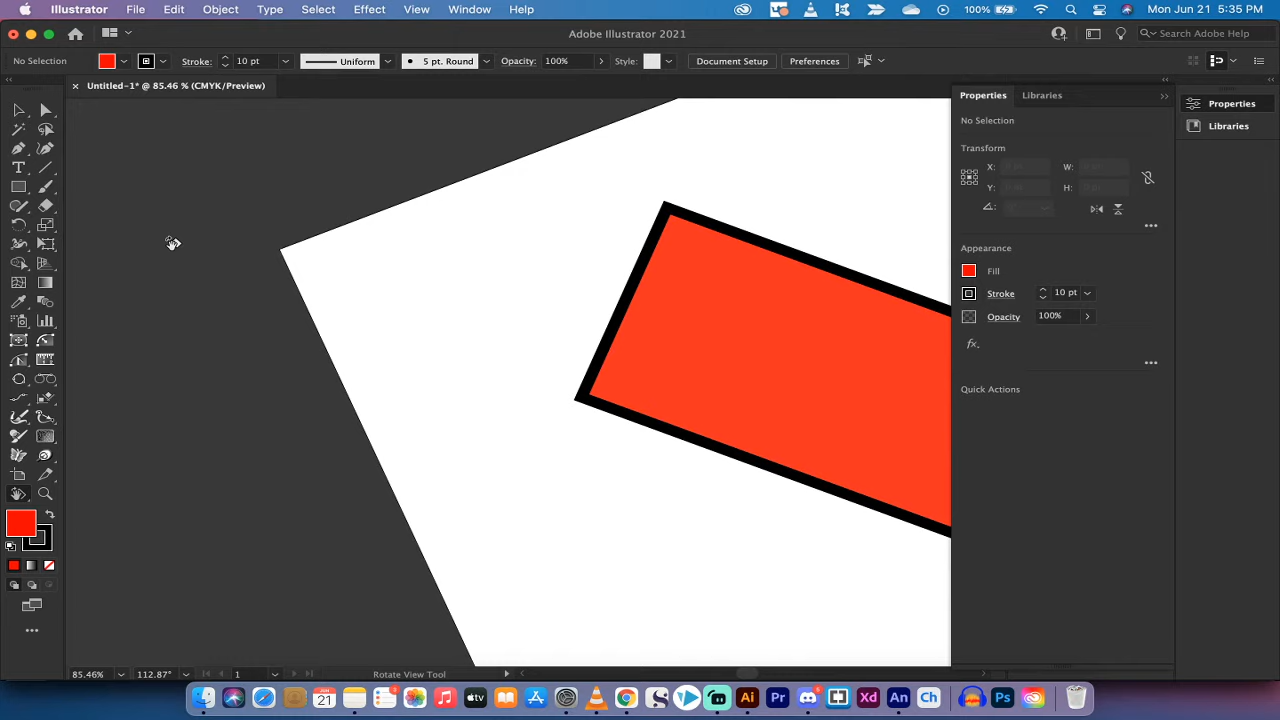 Illustrator File Edit Object Type Select Effect View Window Help 100% Mon Jun 21 5:35 PM
Adobe Illustrator 2021 Search Adobe Help
No Selection Stroke: 10 pt Uniform 5 pt. Round Opacity: 100% Style: Document Setup Preferences
× Untitled-1* @ 85.46 % (CMYK/Preview)
Properties Libraries
Properties
Libraries
No Selection
Transform
X: W:
Y: H:
Appearance
Fill
Stroke 10 pt
Opacity 100%
fx.
Quick Actions
85.46% 112.87° 1 Rotate View Tool
JUN
21
tv
Ai Pr Xd An Ch Ps